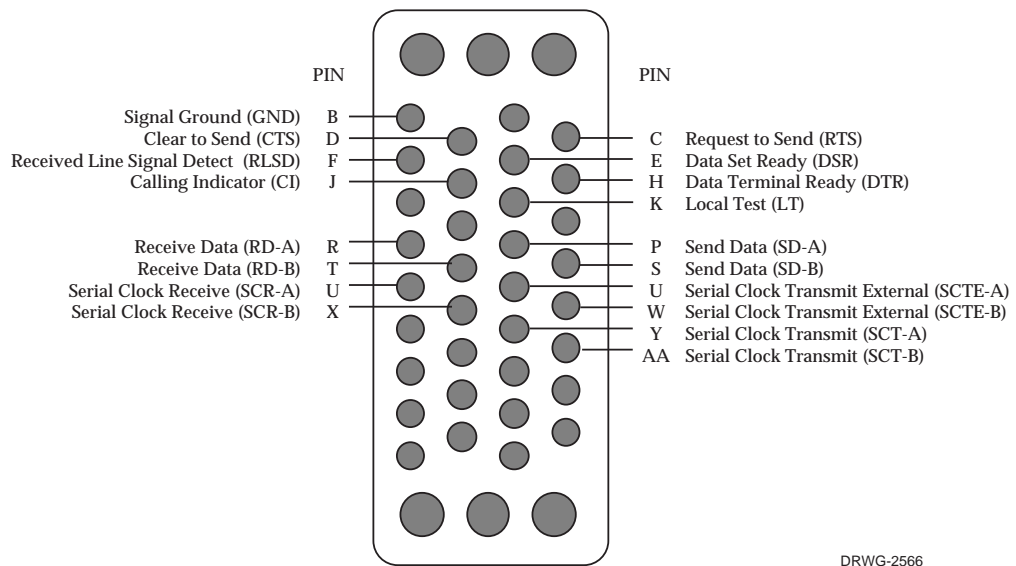 PIN
Signal Ground (GND) B
Clear to Send (CTS) D
Received Line Signal Detect (RLSD) F
Calling Indicator (CI) J
Receive Data (RD-A) R
Receive Data (RD-B) T
Serial Clock Receive (SCR-A) U
Serial Clock Receive (SCR-B) X
PIN
C Request to Send (RTS)
E Data Set Ready (DSR)
H Data Terminal Ready (DTR)
K Local Test (LT)
P Send Data (SD-A)
S Send Data (SD-B)
U Serial Clock Transmit External (SCTE-A)
W Serial Clock Transmit External (SCTE-B)
Y Serial Clock Transmit (SCT-A)
AA Serial Clock Transmit (SCT-B)
DRWG-2566